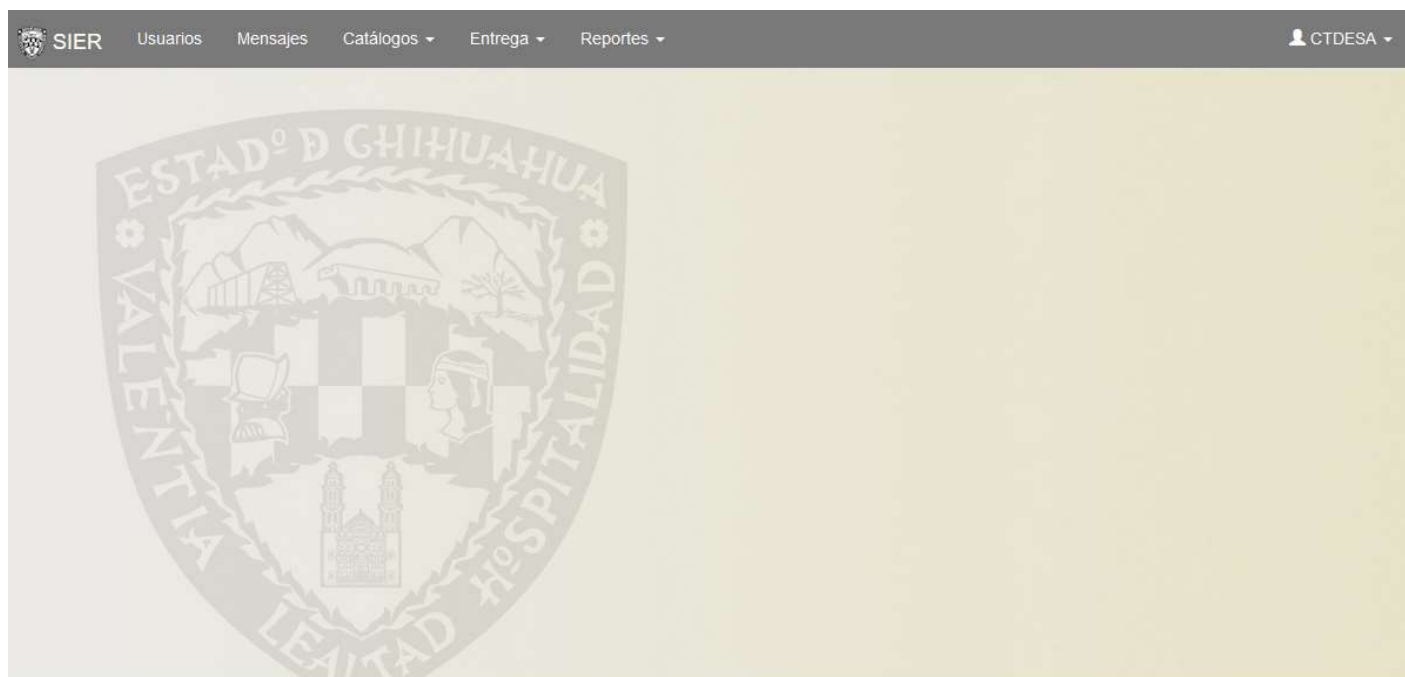 SIER Usuarios Mensajes Catálogos Entrega Reportes CTDESA
ESTADº D CHIHUAHUA
VALENTIA LEALTAD HºSPITALIDAD